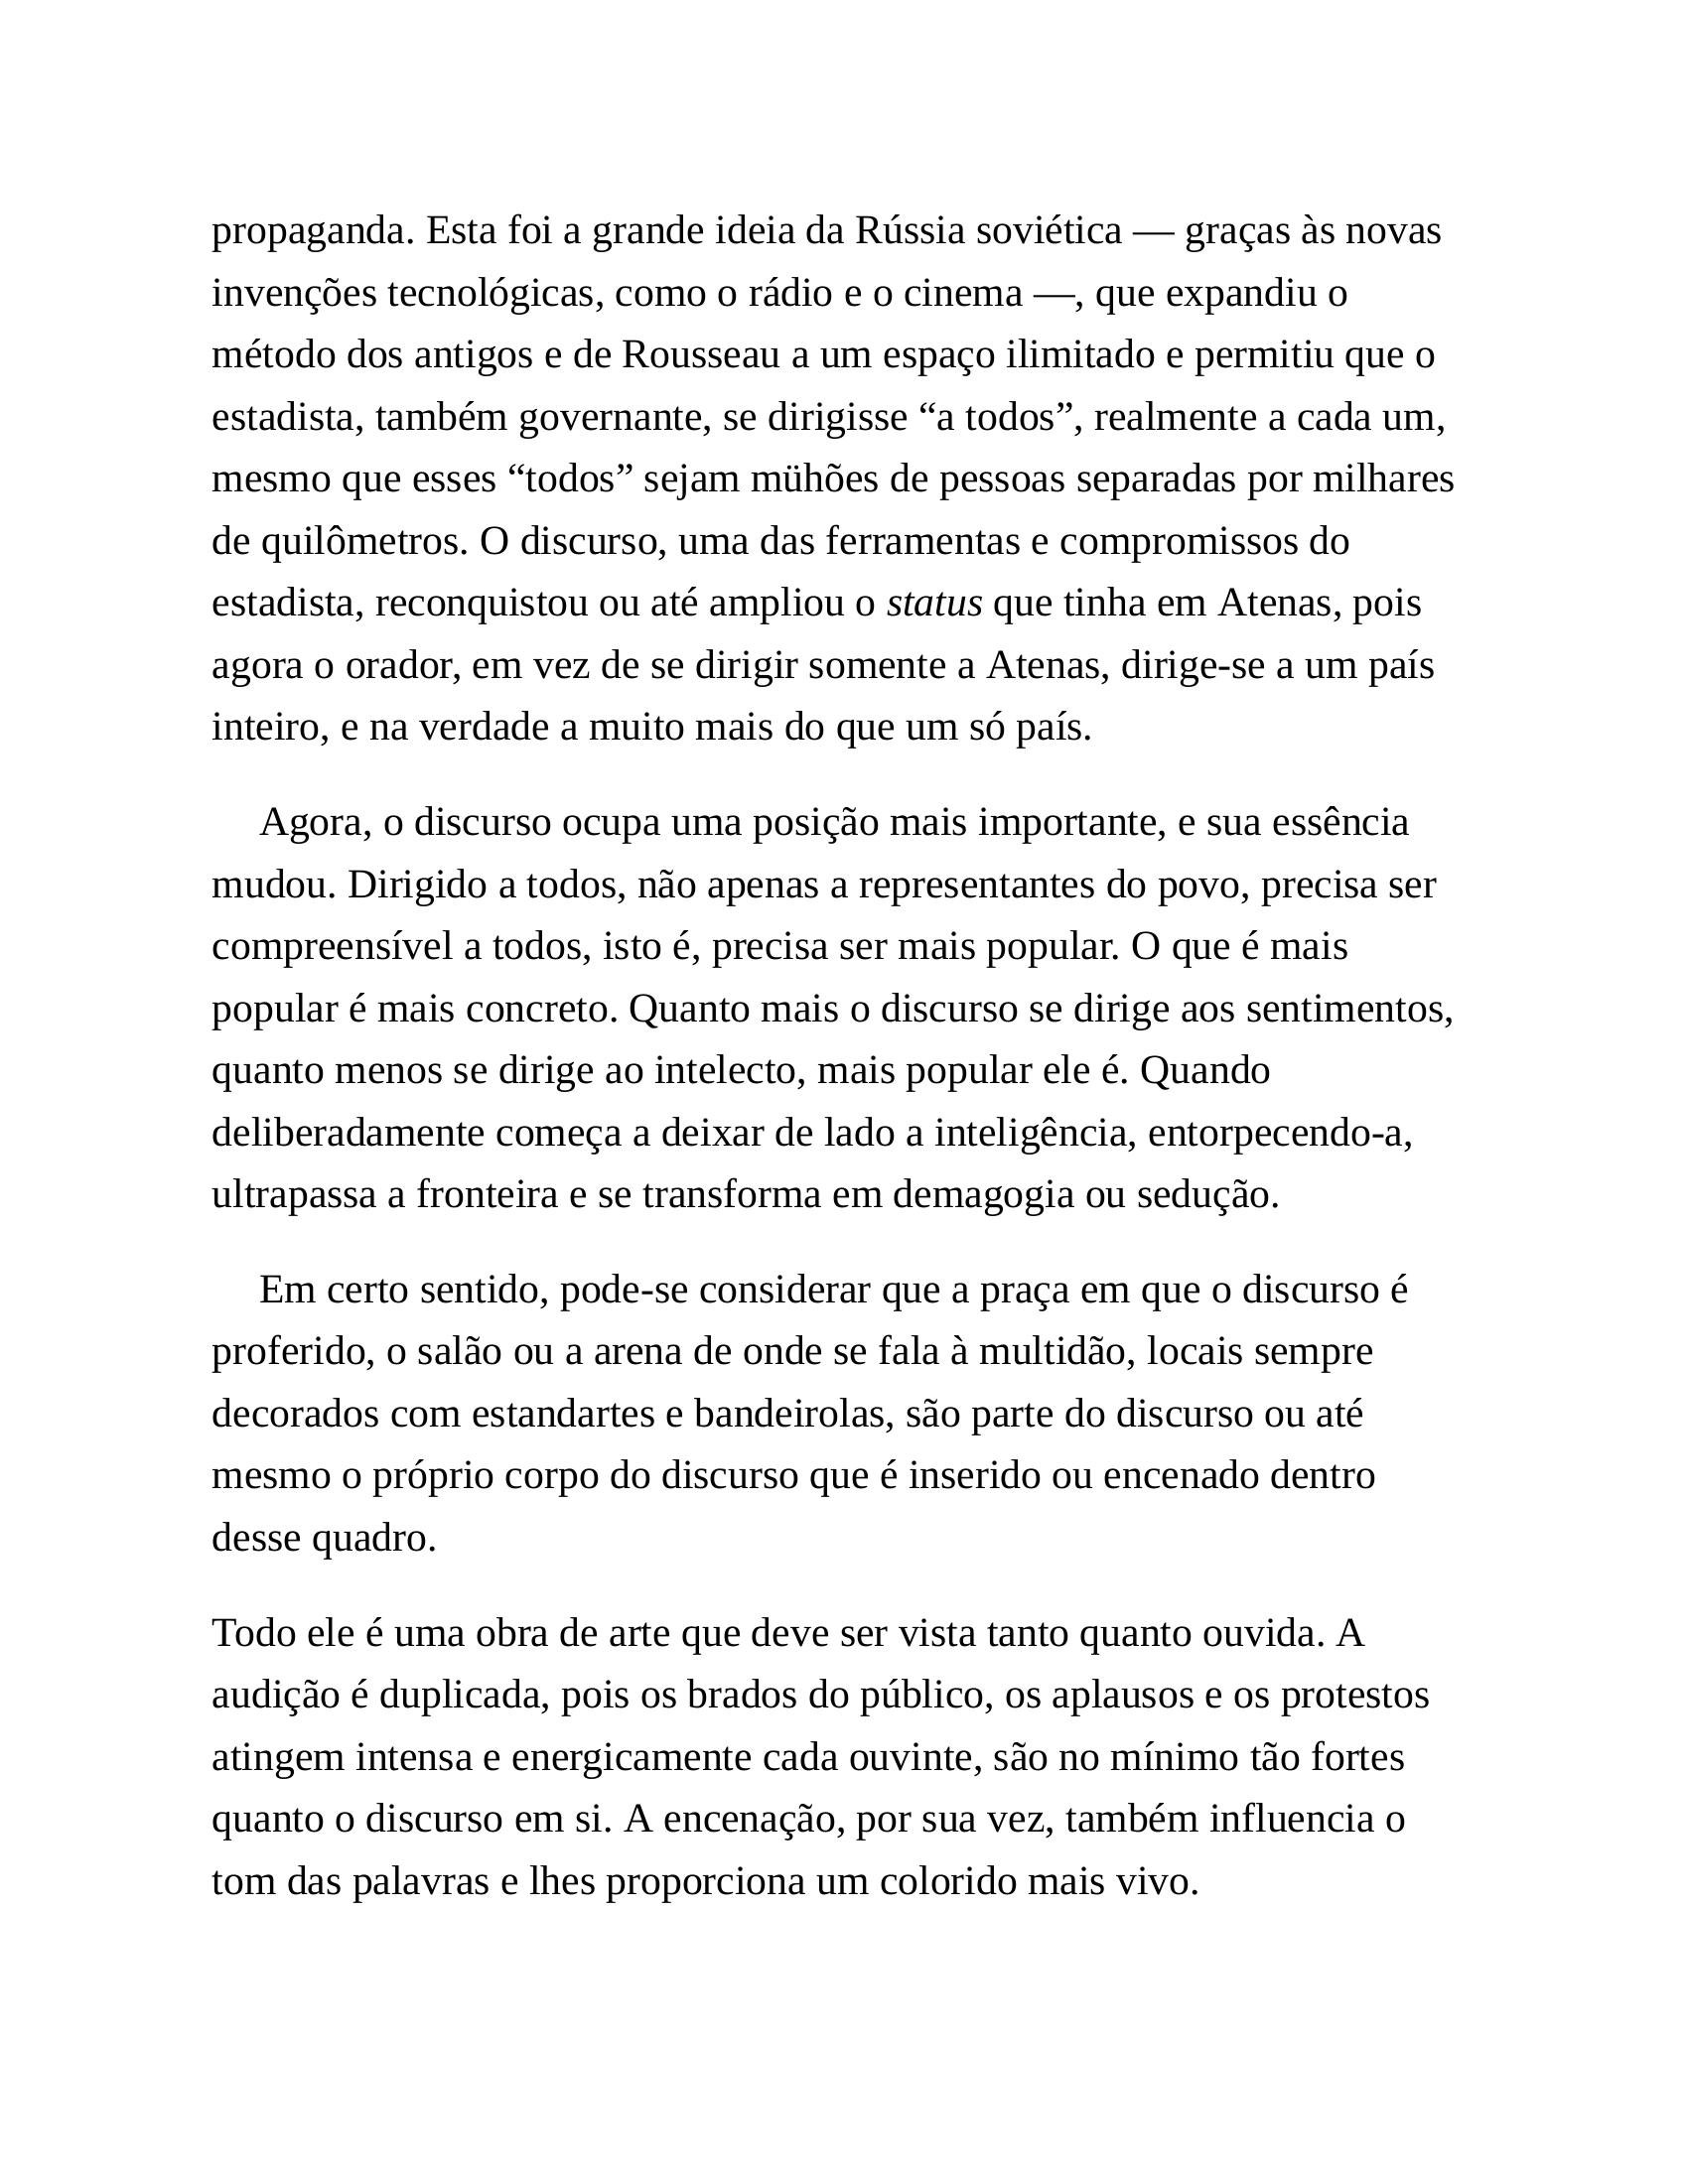 propaganda. Esta foi a grande ideia da Rússia soviética — graças às novas
invenções tecnológicas, como o rádio e o cinema —, que expandiu o
método dos antigos e de Rousseau a um espaço ilimitado e permitiu que o
estadista, também governante, se dirigisse “a todos”, realmente a cada um,
mesmo que esses “todos” sejam mühões de pessoas separadas por milhares
de quilômetros. O discurso, uma das ferramentas e compromissos do
estadista, reconquistou ou até ampliou o status que tinha em Atenas, pois
agora o orador, em vez de se dirigir somente a Atenas, dirige-se a um país
inteiro, e na verdade a muito mais do que um só país.
Agora, o discurso ocupa uma posição mais importante, e sua essência
mudou. Dirigido a todos, não apenas a representantes do povo, precisa ser
compreensível a todos, isto é, precisa ser mais popular. O que é mais
popular é mais concreto. Quanto mais o discurso se dirige aos sentimentos,
quanto menos se dirige ao intelecto, mais popular ele é. Quando
deliberadamente começa a deixar de lado a inteligência, entorpecendo-a,
ultrapassa a fronteira e se transforma em demagogia ou sedução.
Em certo sentido, pode-se considerar que a praça em que o discurso é
proferido, o salão ou a arena de onde se fala à multidão, locais sempre
decorados com estandartes e bandeirolas, são parte do discurso ou até
mesmo o próprio corpo do discurso que é inserido ou encenado dentro
desse quadro.
Todo ele é uma obra de arte que deve ser vista tanto quanto ouvida. A
audição é duplicada, pois os brados do público, os aplausos e os protestos
atingem intensa e energicamente cada ouvinte, são no mínimo tão fortes
quanto o discurso em si. A encenação, por sua vez, também influencia o
tom das palavras e lhes proporciona um colorido mais vivo.